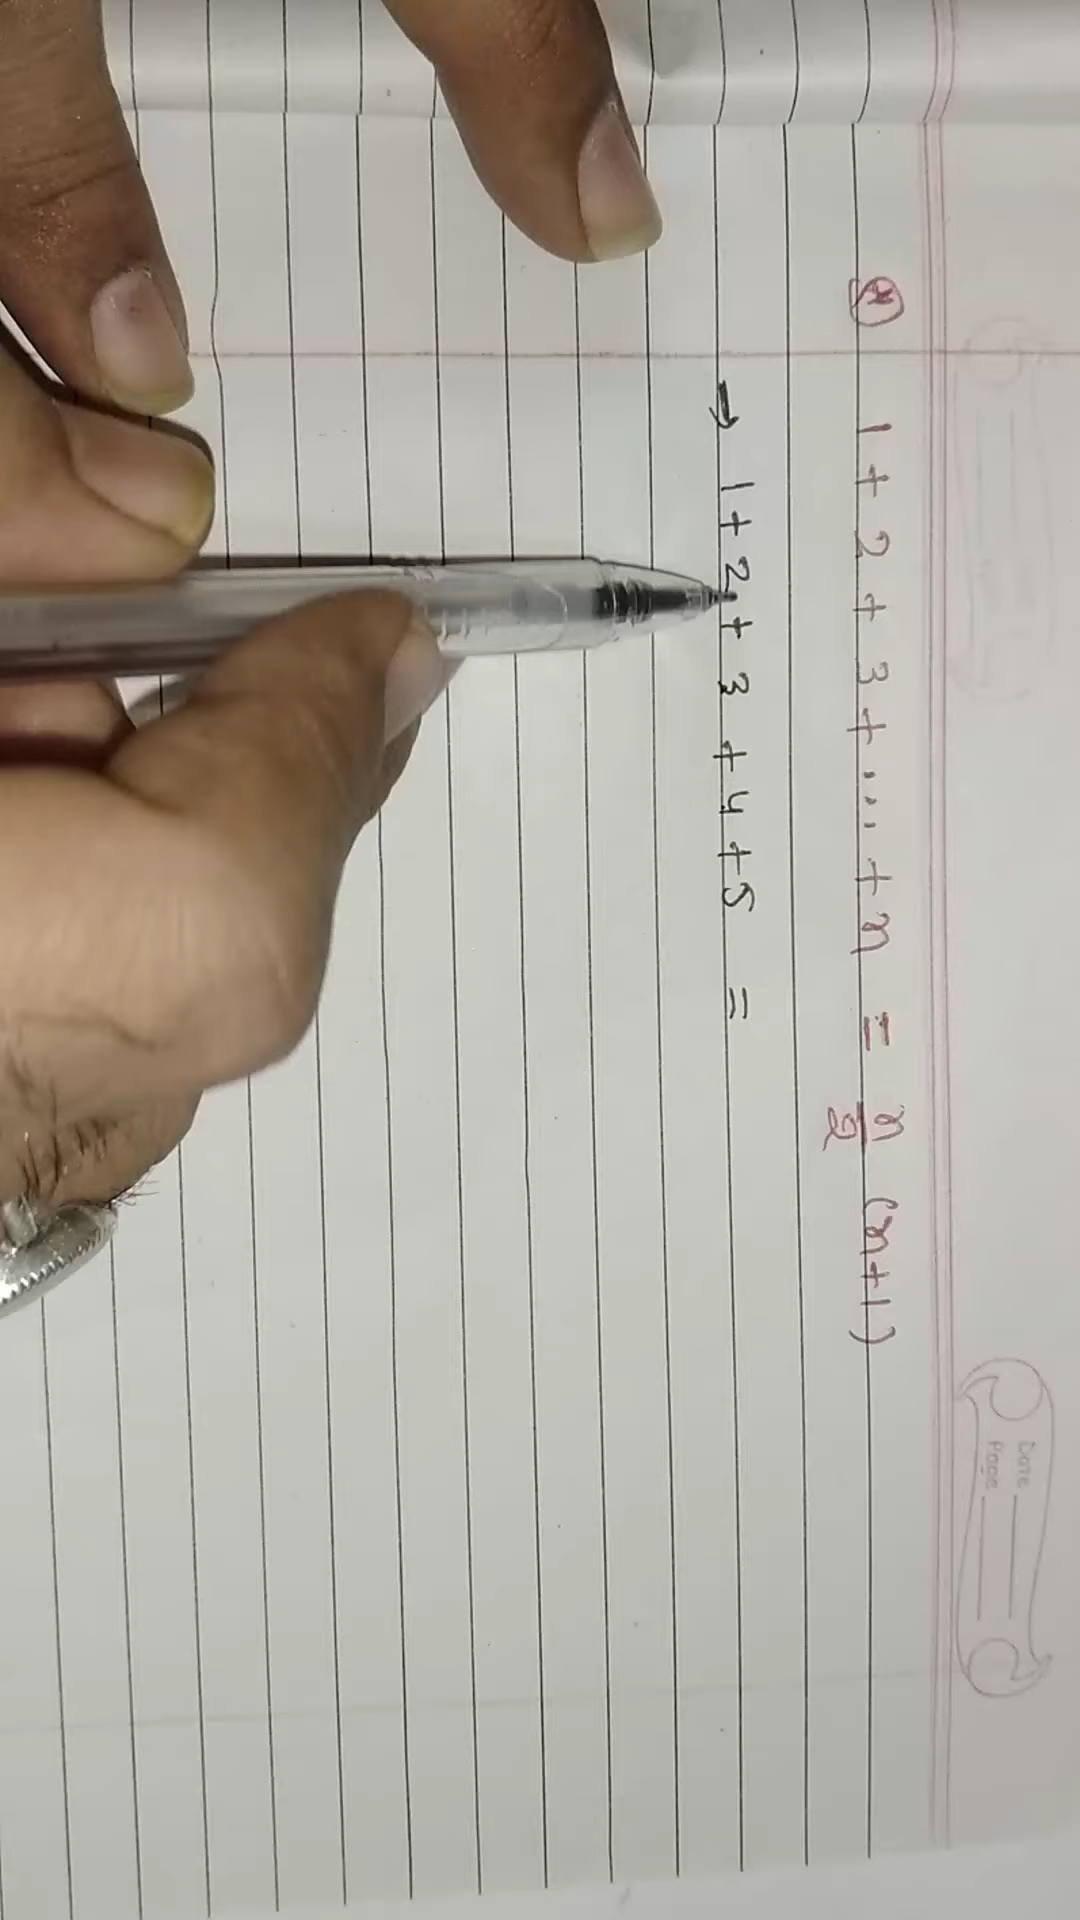 Date
Page
* 1 + 2 + 3 + ... + n = n/2 (n+1)
→ 1 + 2 + 3 + 4 + 5 =